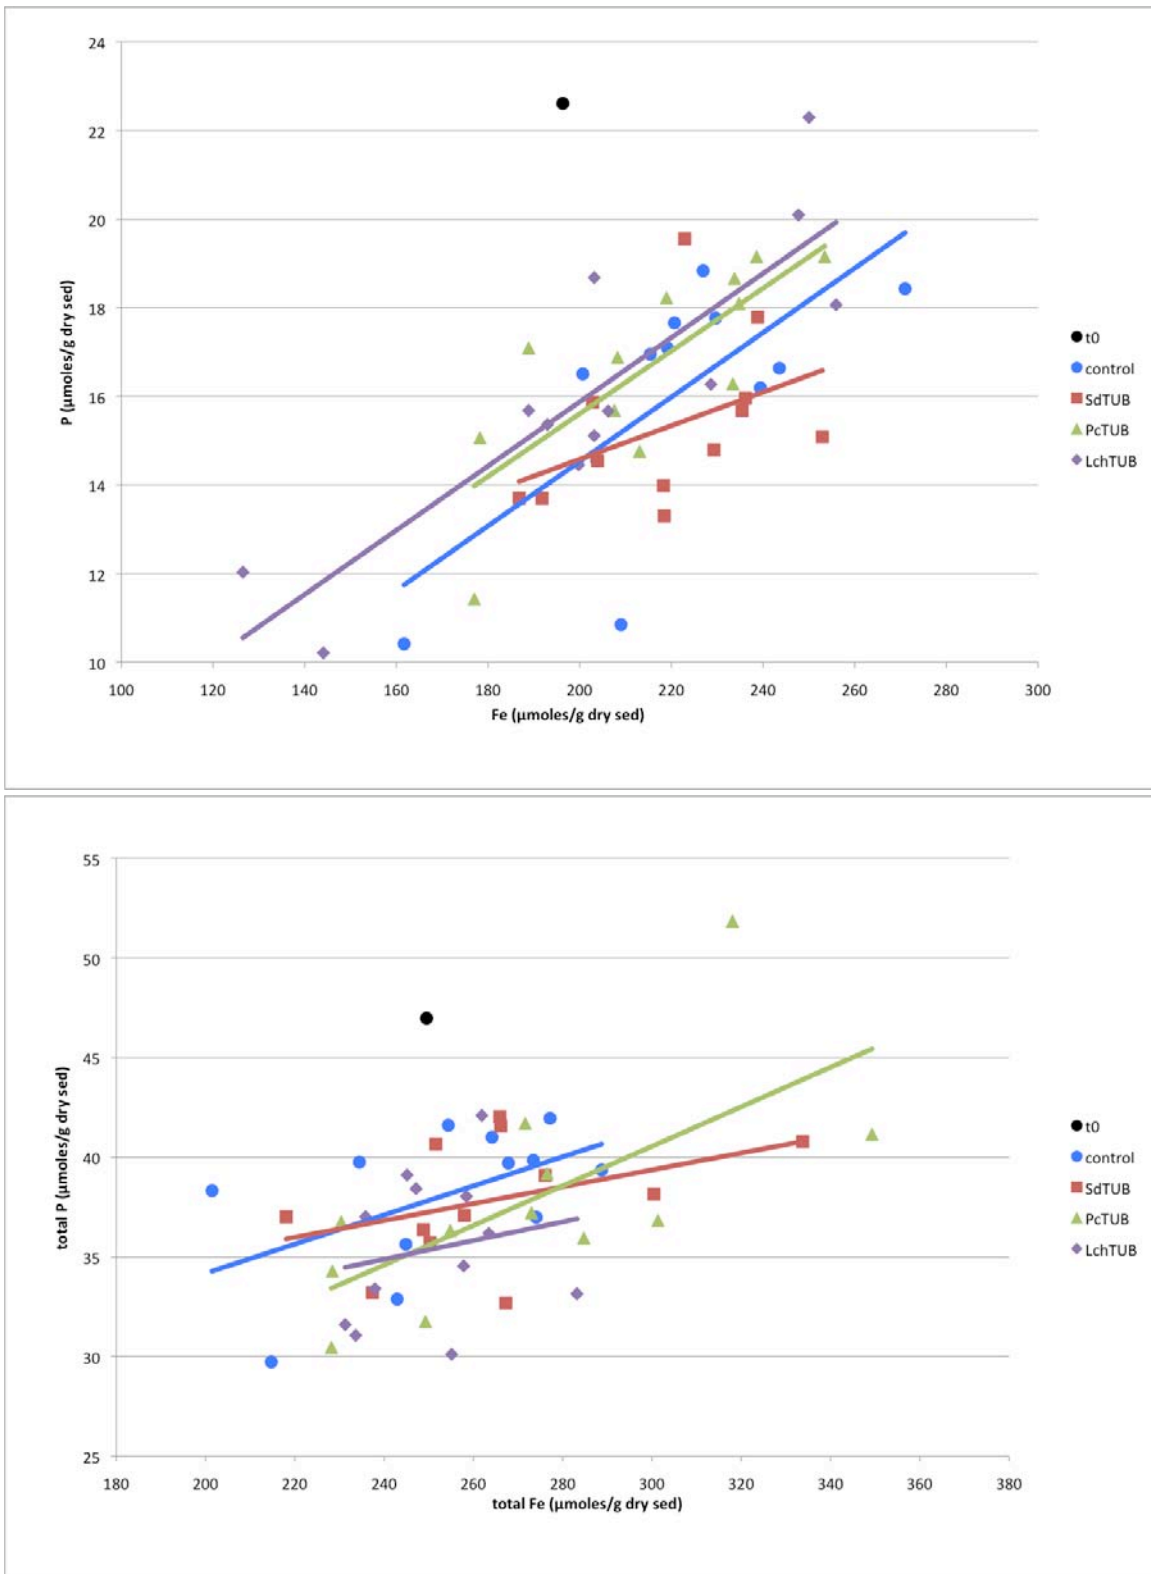 24
22
20
18
16
14
12
10
P (µmoles/g dry sed)
100 120 140 160 180 200 220 240 260 280 300
Fe (µmoles/g dry sed)
t0
control
SdTUB
PcTUB
LchTUB
55
50
45
40
35
30
25
total P (µmoles/g dry sed)
180 200 220 240 260 280 300 320 340 360 380
total Fe (µmoles/g dry sed)
t0
control
SdTUB
PcTUB
LchTUB